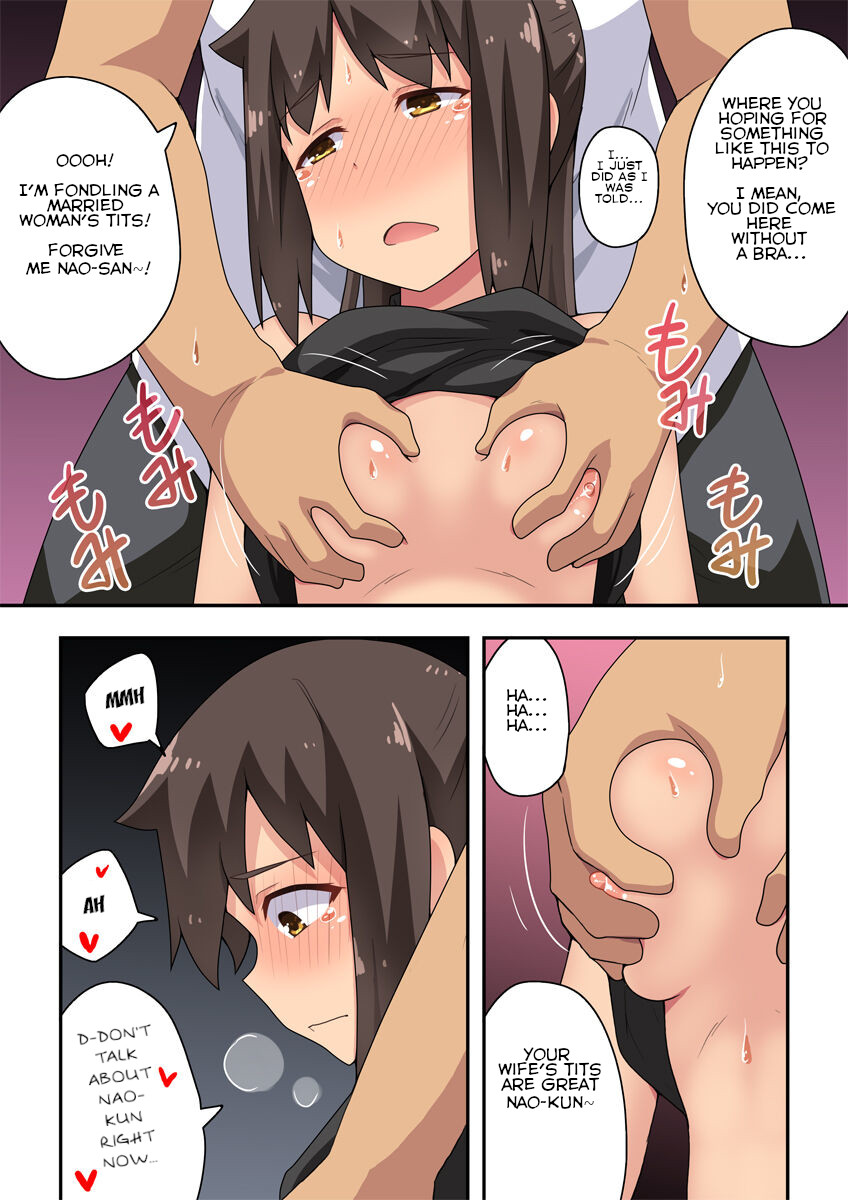 OOOH!
I'M FONDLING A
MARRIED
WOMAN'S TITS!
FORGIVE
ME NAO-SAN~!
I...
I JUST
DID AS I
WAS
TOLD...
WHERE YOU
HOPING FOR
SOMETHING
LIKE THIS TO
HAPPEN?
I MEAN,
YOU DID COME
HERE
WITHOUT
A BRA...
もみ
もみ
もみ
もみ
MMH
AH
D-DON'T
TALK
ABOUT
NAO-
KUN
RIGHT
NOW...
HA...
HA...
HA...
YOUR
WIFE'S TITS
ARE GREAT
NAO-KUN~